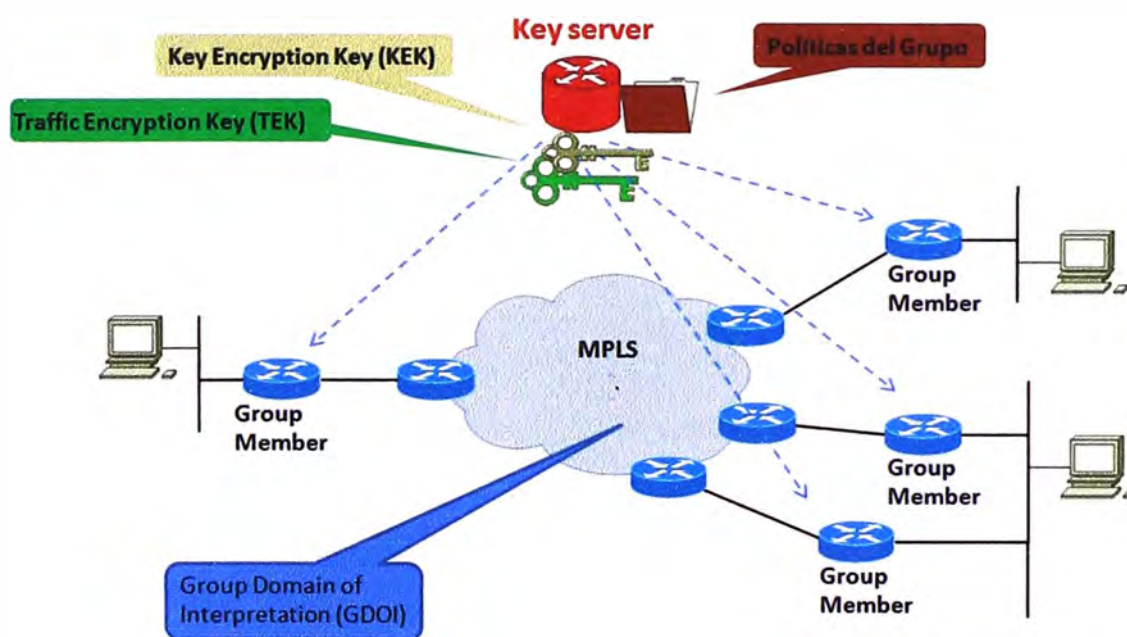 Key server
Key Encryption Key (KEK)
Políticas del Grupo
Traffic Encryption Key (TEK)
Group
Member
MPLS
Group
Member
Group
Member
Group
Member
Group Domain of
Interpretation (GDOI)